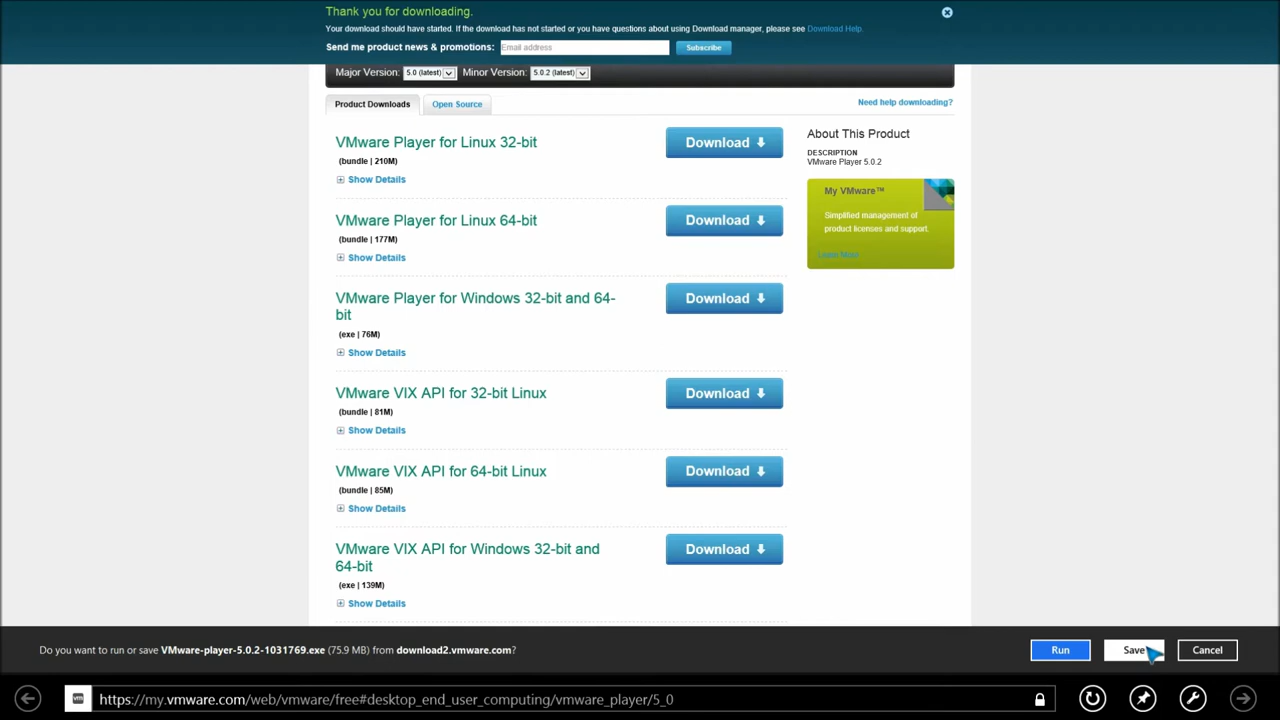 Thank you for downloading.
Your download should have started. If the download has not started or you have questions about using Download manager, please see Download Help.
Send me product news & promotions: Email address Subscribe
Major Version: 5.0 (latest) Minor Version: 5.0.2 (latest)
Product Downloads Open Source Need help downloading?
VMware Player for Linux 32-bit Download
(bundle | 210M)
Show Details
About This Product
DESCRIPTION
VMware Player 5.0.2
My VMware™
Simplified management of
product licenses and support.
Learn More
VMware Player for Linux 64-bit Download
(bundle | 177M)
Show Details
VMware Player for Windows 32-bit and 64-
bit
Download
(exe | 76M)
Show Details
VMware VIX API for 32-bit Linux Download
(bundle | 81M)
Show Details
VMware VIX API for 64-bit Linux Download
(bundle | 85M)
Show Details
VMware VIX API for Windows 32-bit and
64-bit
Download
(exe | 139M)
Show Details
Do you want to run or save VMware-player-5.0.2-1031769.exe (75.9 MB) from download2.vmware.com? Run Save Cancel
vm https://my.vmware.com/web/vmware/free#desktop_end_user_computing/vmware_player/5_0